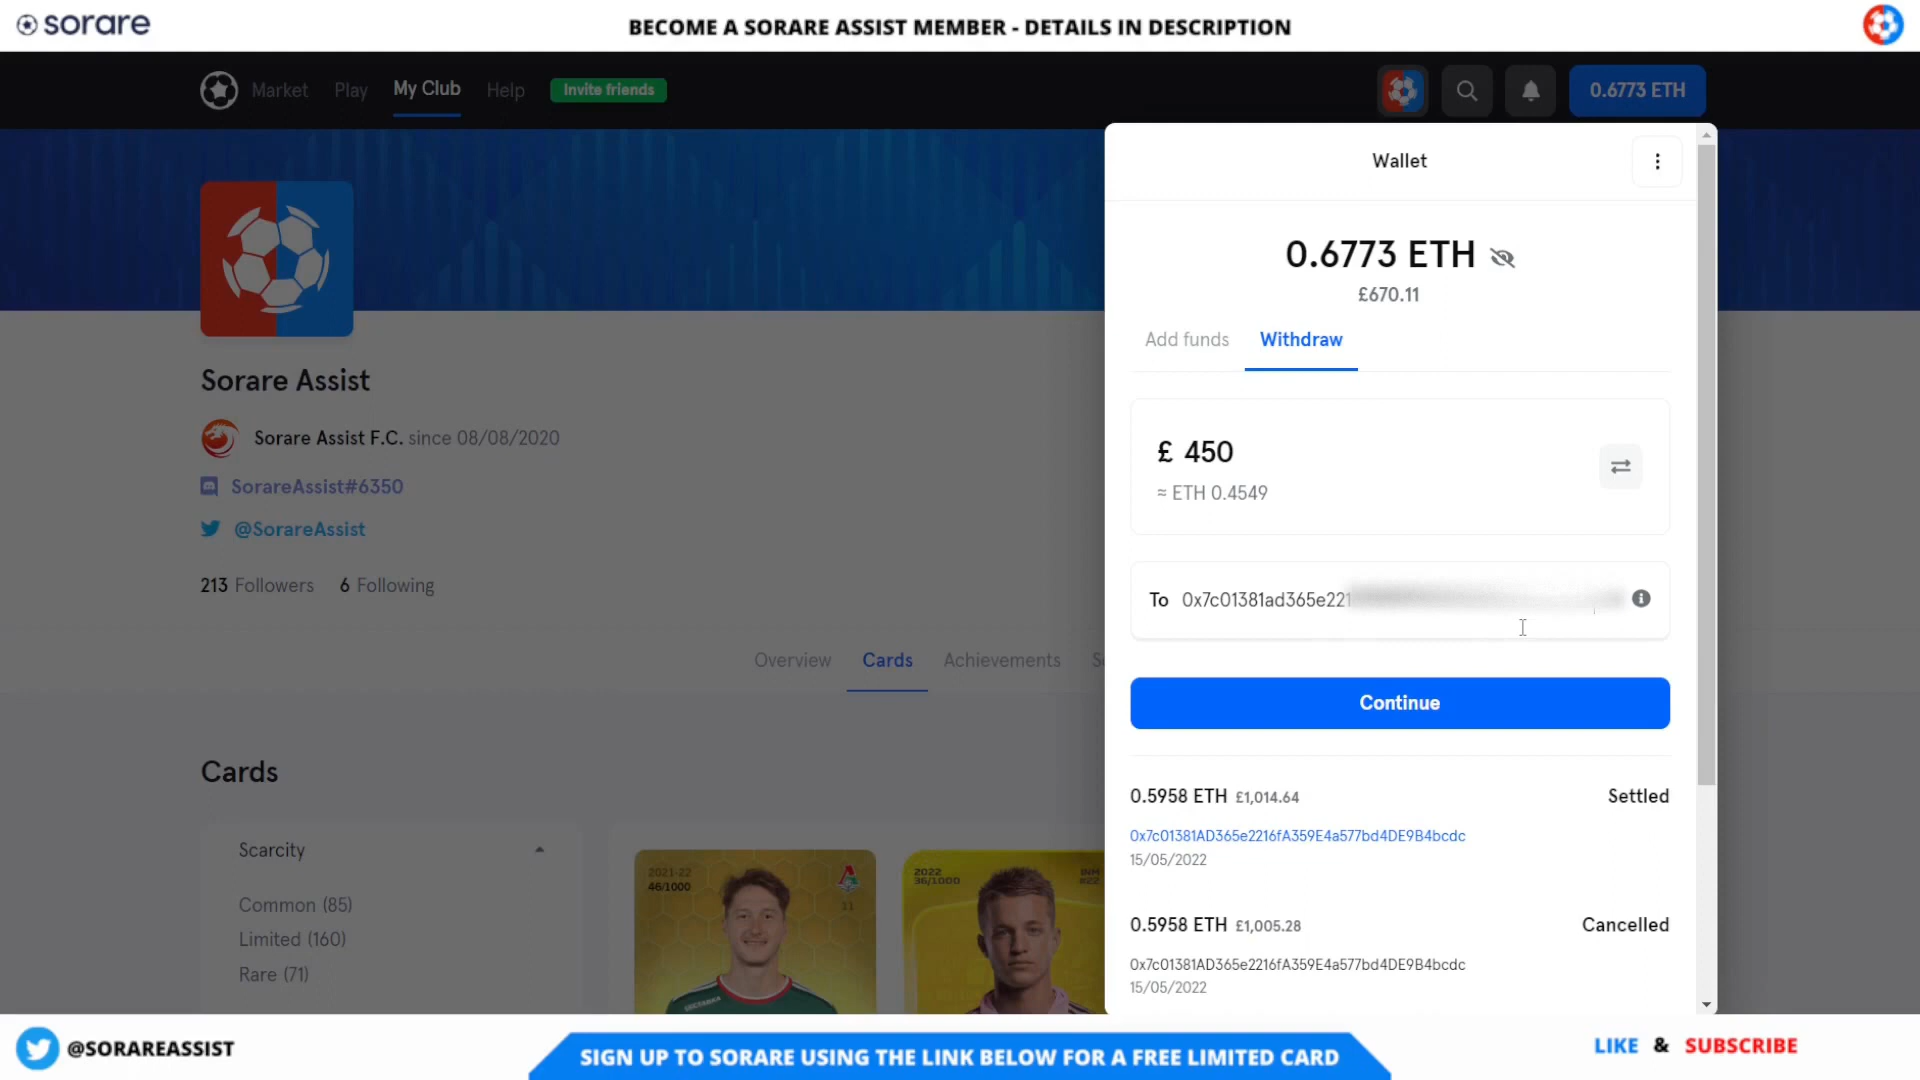 sorare
BECOME A SORARE ASSIST MEMBER - DETAILS IN DESCRIPTION
Market Play My Club Help Invite friends 0.6773 ETH
Wallet
0.6773 ETH
£670.11
Add funds Withdraw
£ 450
≈ ETH 0.4549
To 0x7c01381ad365e221
Continue
0.5958 ETH £1,014.64 Settled
0x7c01381AD365e2216fA359E4a577bd4DE9B4bcdc
15/05/2022
0.5958 ETH £1,005.28 Cancelled
0x7c01381AD365e2216fA359E4a577bd4DE9B4bcdc
15/05/2022
Sorare Assist
Sorare Assist F.C. since 08/08/2020
SorareAssist#6350
@SorareAssist
213 Followers 6 Following
Overview Cards Achievements
Cards
Scarcity
Common (85)
Limited (160)
Rare (71)
2021-22
46/1000
11
2022
36/1000
INM
#22
@SORAREASSIST
SIGN UP TO SORARE USING THE LINK BELOW FOR A FREE LIMITED CARD
LIKE & SUBSCRIBE